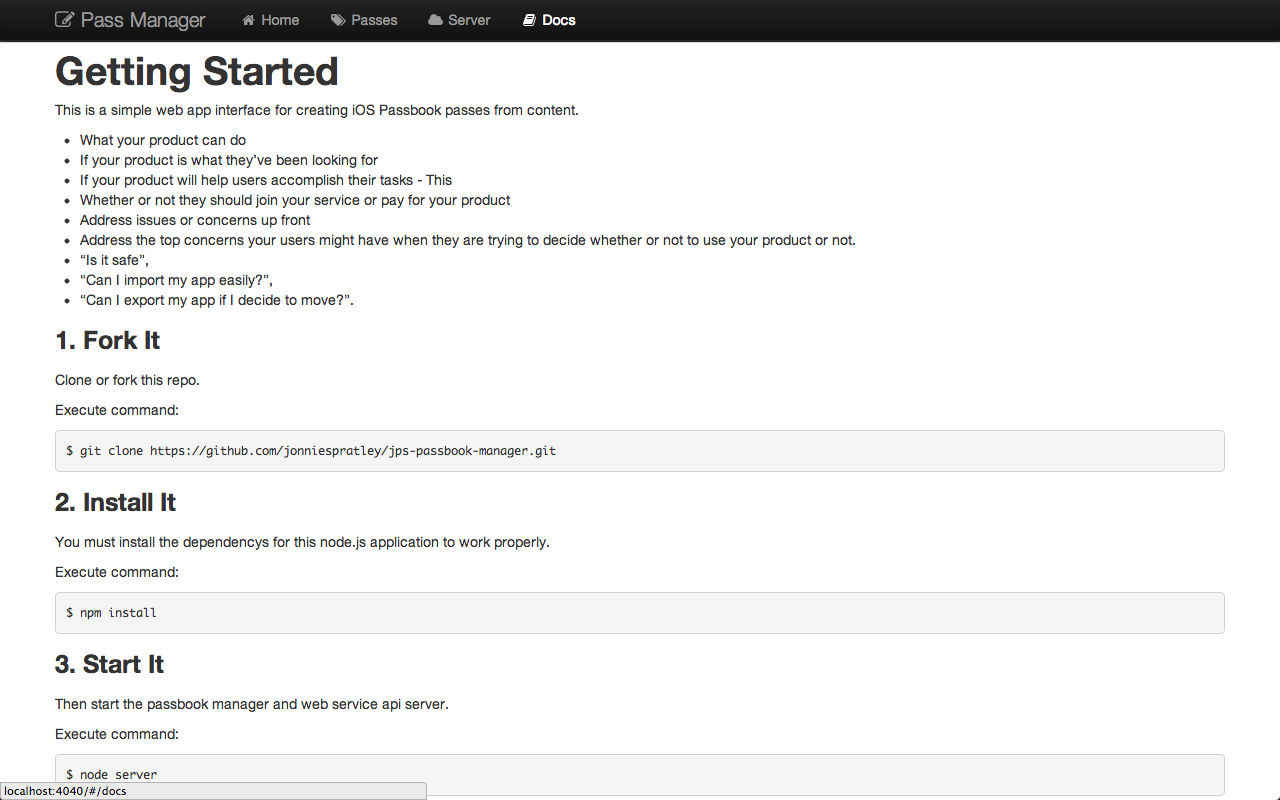 Pass Manager Home Passes Server Docs
Getting Started
This is a simple web app interface for creating iOS Passbook passes from content.
• What your product can do
• If your product is what they’ve been looking for
• If your product will help users accomplish their tasks - This
• Whether or not they should join your service or pay for your product
• Address issues or concerns up front
• Address the top concerns your users might have when they are trying to decide whether or not to use your product or not.
• “Is it safe”,
• “Can I import my app easily?”,
• “Can I export my app if I decide to move?”.
1. Fork It
Clone or fork this repo.
Execute command:
$ git clone https://github.com/jonniespratley/jps-passbook-manager.git
2. Install It
You must install the dependencys for this node.js application to work properly.
Execute command:
$ npm install
3. Start It
Then start the passbook manager and web service api server.
Execute command:
$ node server
localhost:4040/#/docs